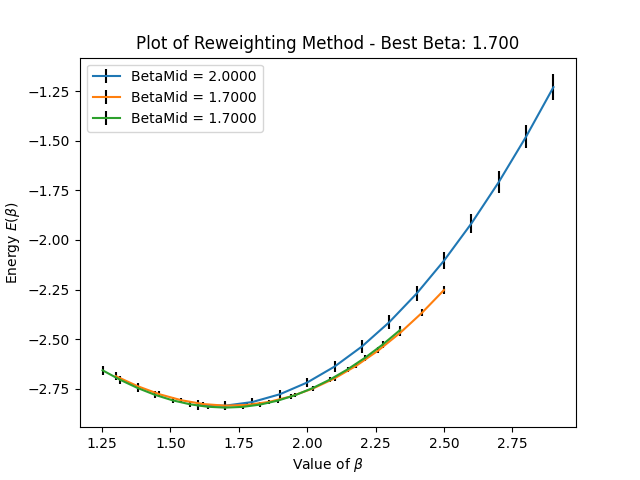 Plot of Reweighting Method - Best Beta: 1.700
BetaMid = 2.0000
BetaMid = 1.7000
BetaMid = 1.7000
Energy E(β)
−1.25
−1.50
−1.75
−2.00
−2.25
−2.50
−2.75
1.25 1.50 1.75 2.00 2.25 2.50 2.75
Value of β